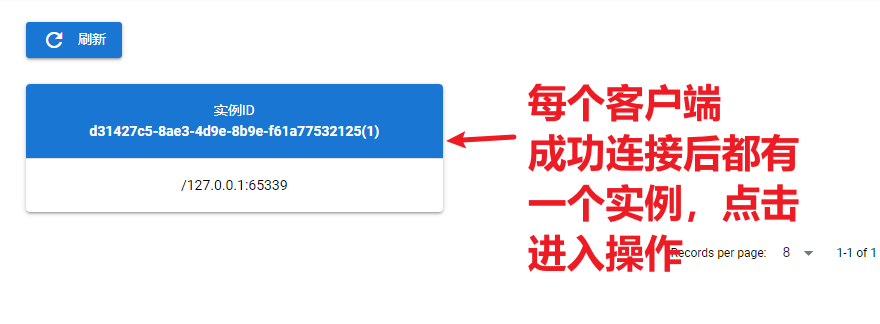 刷新
实例ID
d31427c5-8ae3-4d9e-8b9e-f61a77532125(1)
/127.0.0.1:65339
每个客户端
成功连接后都有
一个实例，点击
进入操作
Records per page: 8
1-1 of 1